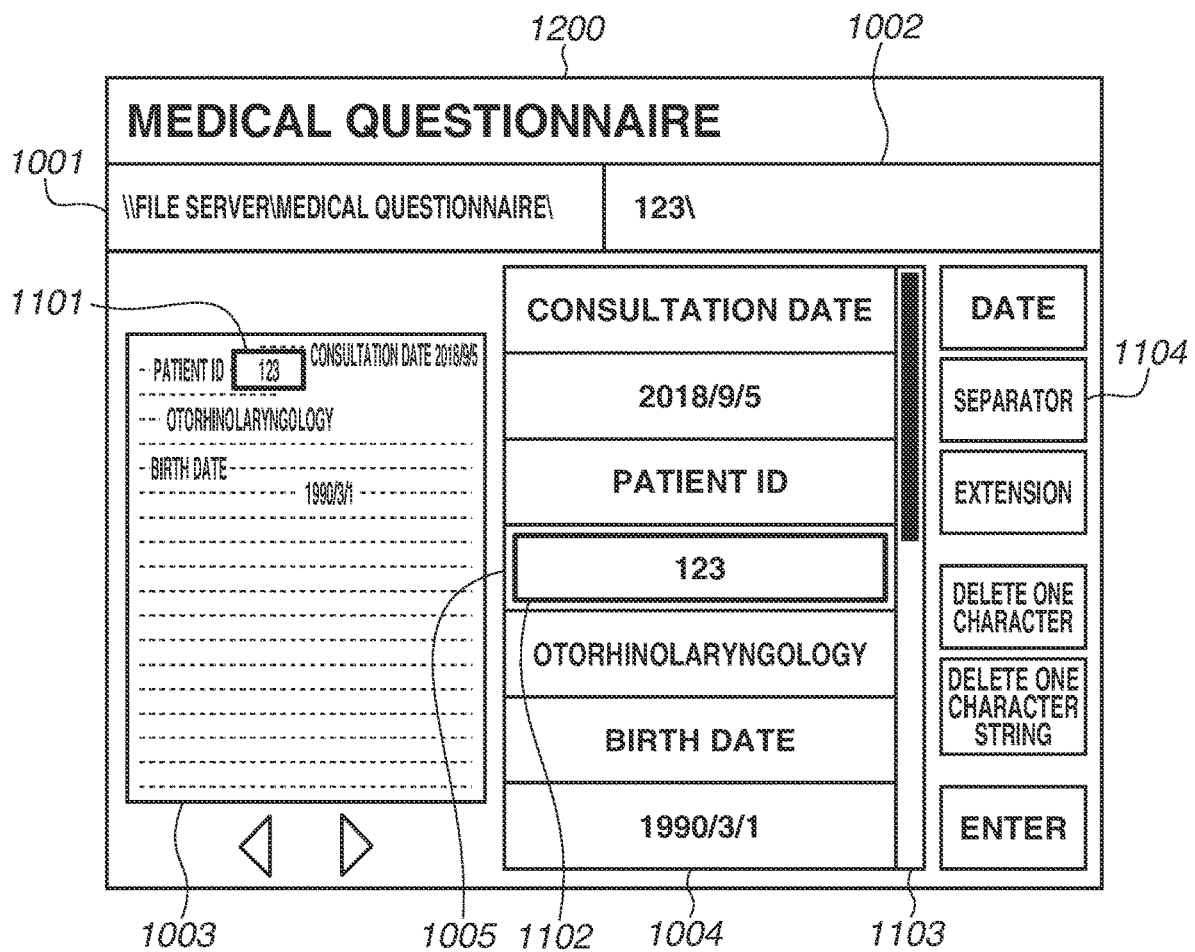 1200
1002
MEDICAL QUESTIONNAIRE
1001
\\FILE SERVER\MEDICAL QUESTIONNAIRE\
123\
1101
CONSULTATION DATE 2018/9/5
PATIENT ID
123
OTORHINOLARYNGOLOGY
BIRTH DATE
1990/3/1
CONSULTATION DATE
2018/9/5
PATIENT ID
123
OTORHINOLARYNGOLOGY
BIRTH DATE
1990/3/1
DATE
1104
SEPARATOR
EXTENSION
DELETE ONE
CHARACTER
DELETE ONE
CHARACTER
STRING
ENTER
1003
1005
1102
1004
1103